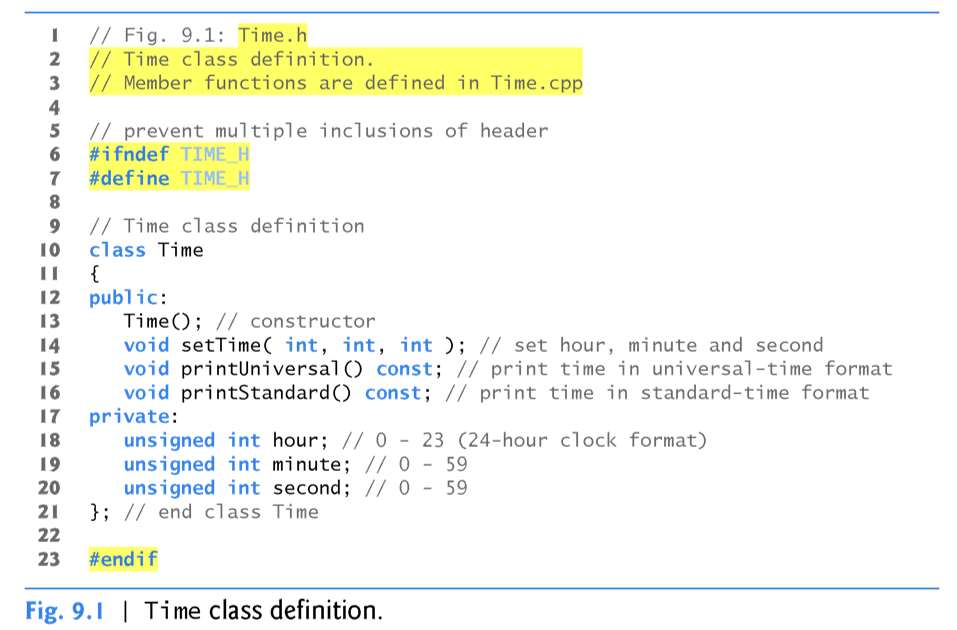 1 // Fig. 9.1: Time.h
2 // Time class definition.
3 // Member functions are defined in Time.cpp
4
5 // prevent multiple inclusions of header
6 #ifndef TIME_H
7 #define TIME_H
8
9 // Time class definition
10 class Time
11 {
12 public:
13    Time(); // constructor
14    void setTime( int, int, int ); // set hour, minute and second
15    void printUniversal() const; // print time in universal-time format
16    void printStandard() const; // print time in standard-time format
17 private:
18    unsigned int hour; // 0 - 23 (24-hour clock format)
19    unsigned int minute; // 0 - 59
20    unsigned int second; // 0 - 59
21 }; // end class Time
22
23 #endif
Fig. 9.1 | Time class definition.